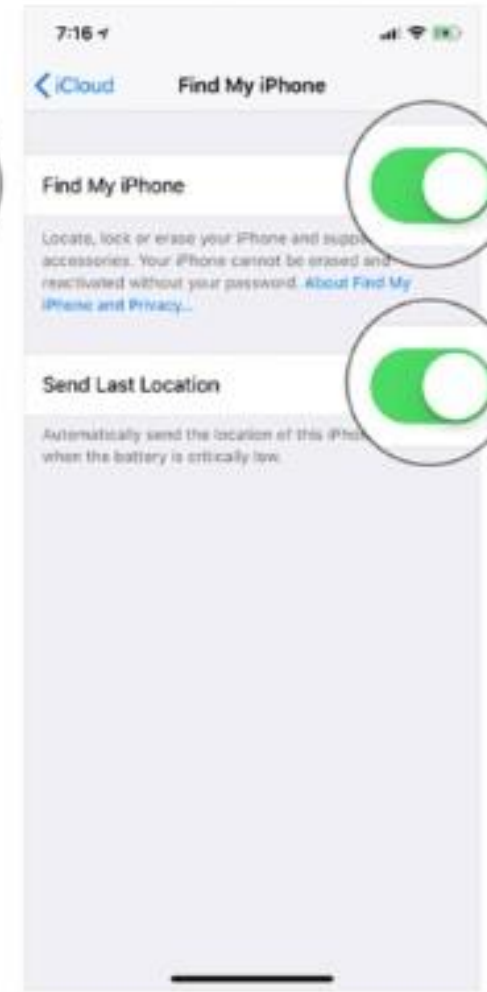 7:16
iCloud
Find My iPhone
Find My iPhone
Locate, lock or erase your iPhone and
accessories. Your iPhone cannot be erased and
reactivated without your password. About Find My
iPhone and Privacy...
Send Last Location
Automatically send the location of this
when the battery is critically low.